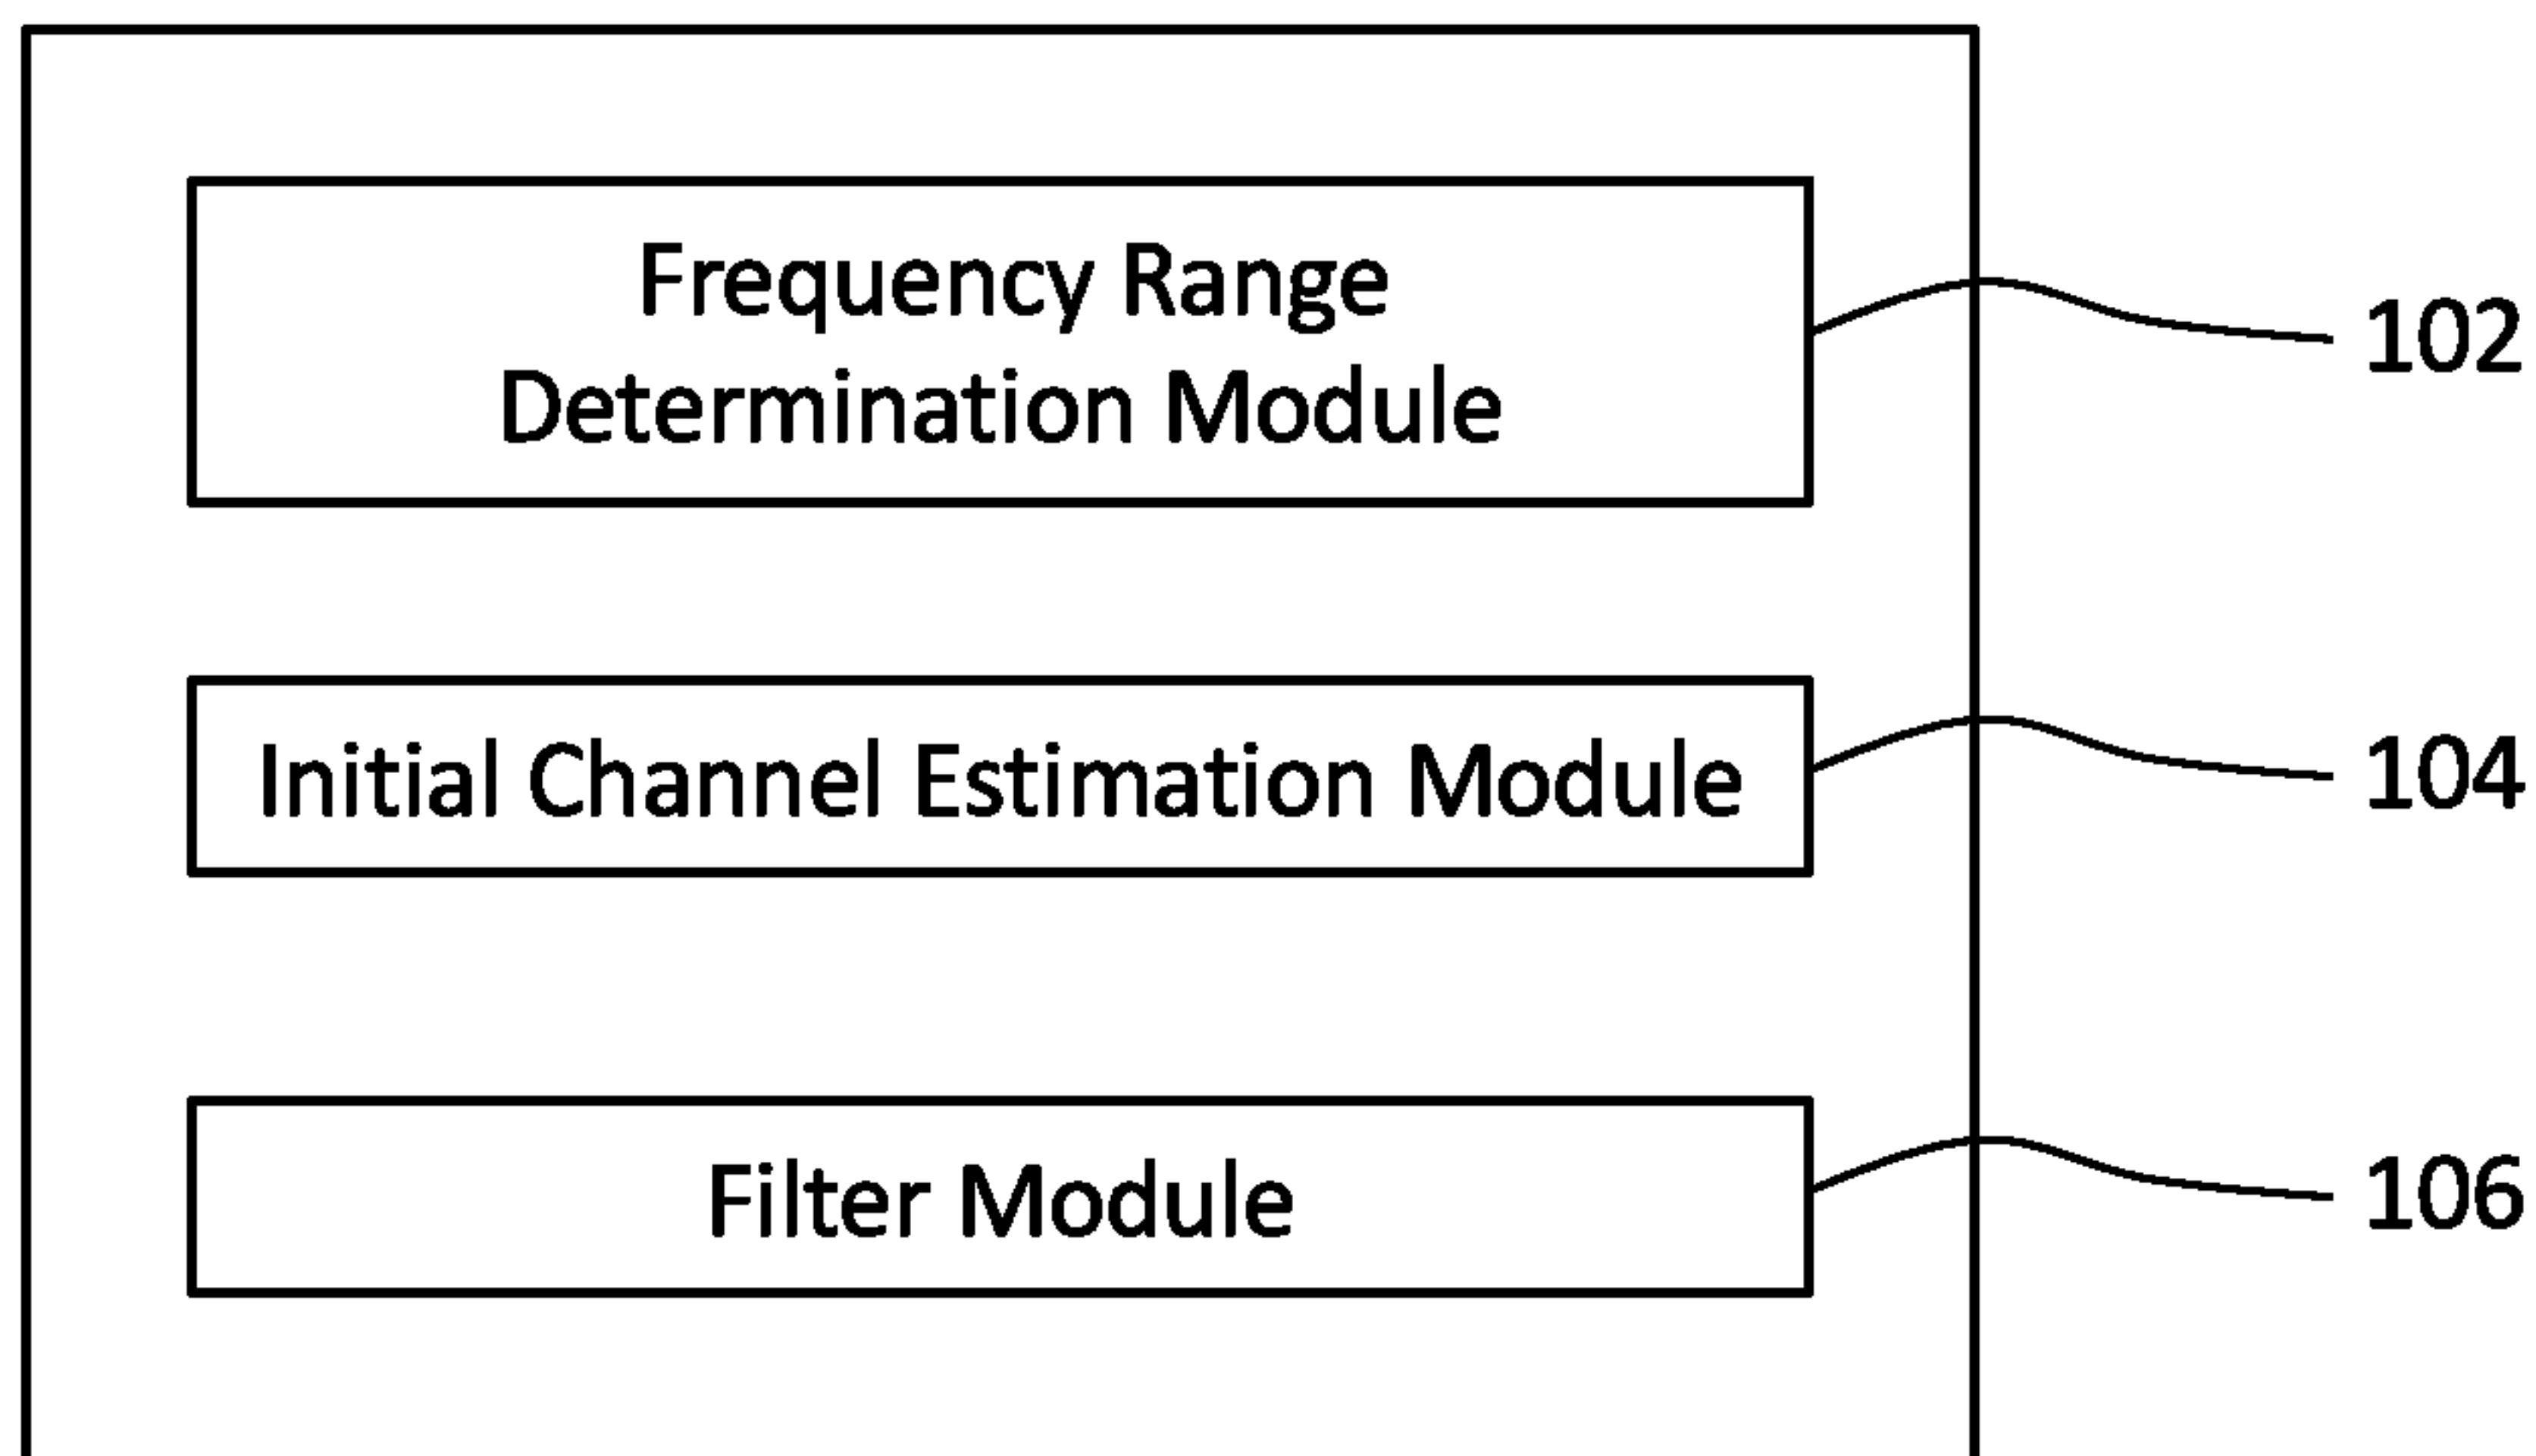 Frequency Range
Determination Module
102
Initial Channel Estimation Module
104
Filter Module
106